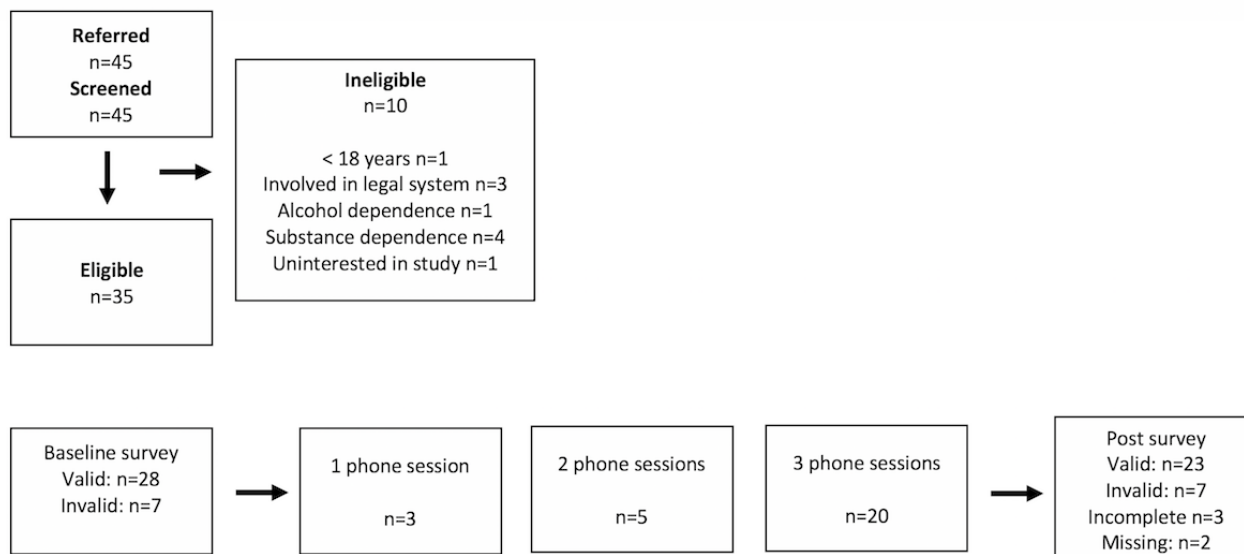 Referred
n=45
Screened
n=45
Ineligible
n=10
< 18 years n=1
Involved in legal system n=3
Alcohol dependence n=1
Substance dependence n=4
Uninterested in study n=1
Eligible
n=35
Baseline survey
Valid: n=28
Invalid: n=7
1 phone session
n=3
2 phone sessions
n=5
3 phone sessions
n=20
Post survey
Valid: n=23
Invalid: n=7
Incomplete n=3
Missing: n=2